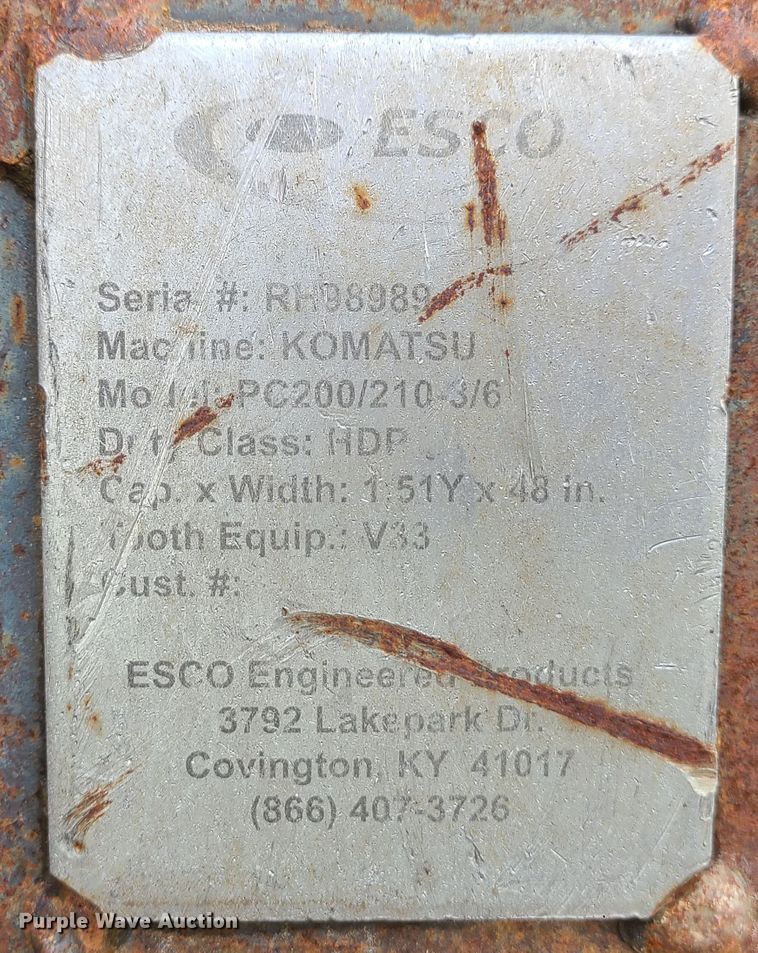 ESCO
Serial #: RH98989
Machine: KOMATSU
Model: PC200/210-3/6
Duty Class: HDP
Cap. x Width: 1.51Y x 48 in.
Tooth Equip.: V33
Cust. #:
ESCO Engineered Products
3792 Lakepark Dr.
Covington, KY 41017
(866) 407-3726
Purple Wave Auction